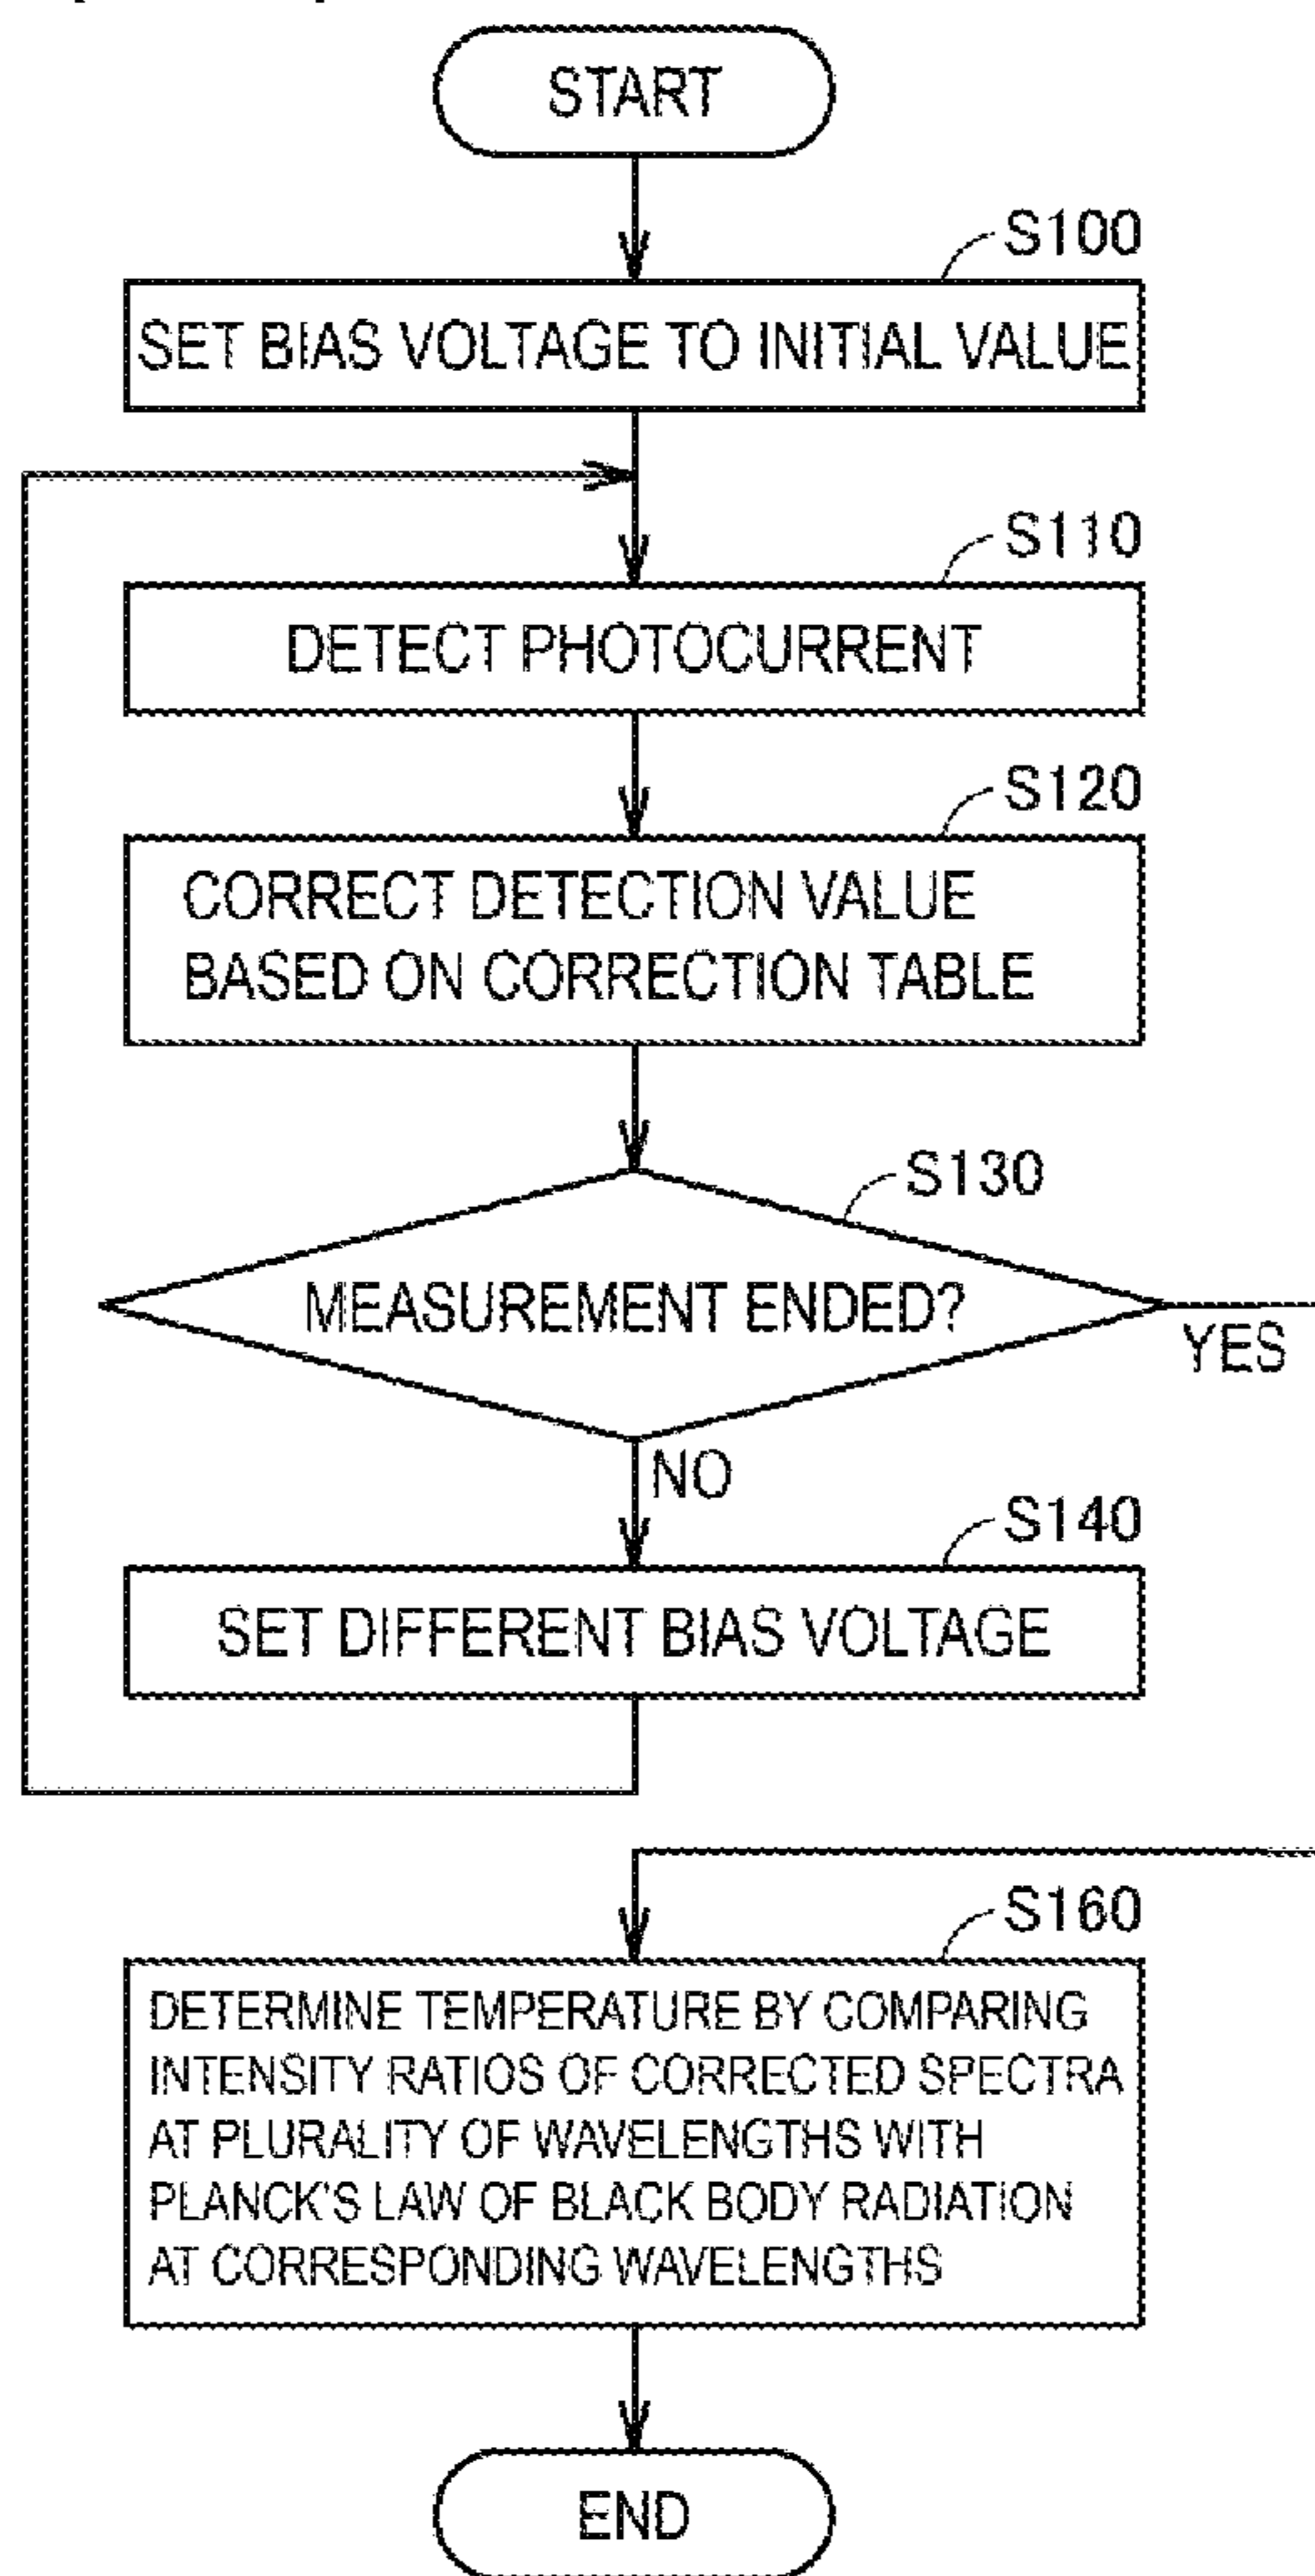 START
S100
SET BIAS VOLTAGE TO INITIAL VALUE
S110
DETECT PHOTOCURRENT
S120
CORRECT DETECTION VALUE
BASED ON CORRECTION TABLE
S130
MEASUREMENT ENDED?
YES
NO
S140
SET DIFFERENT BIAS VOLTAGE
S160
DETERMINE TEMPERATURE BY COMPARING
INTENSITY RATIOS OF CORRECTED SPECTRA
AT PLURALITY OF WAVELENGTHS WITH
PLANCK'S LAW OF BLACK BODY RADIATION
AT CORRESPONDING WAVELENGTHS
END